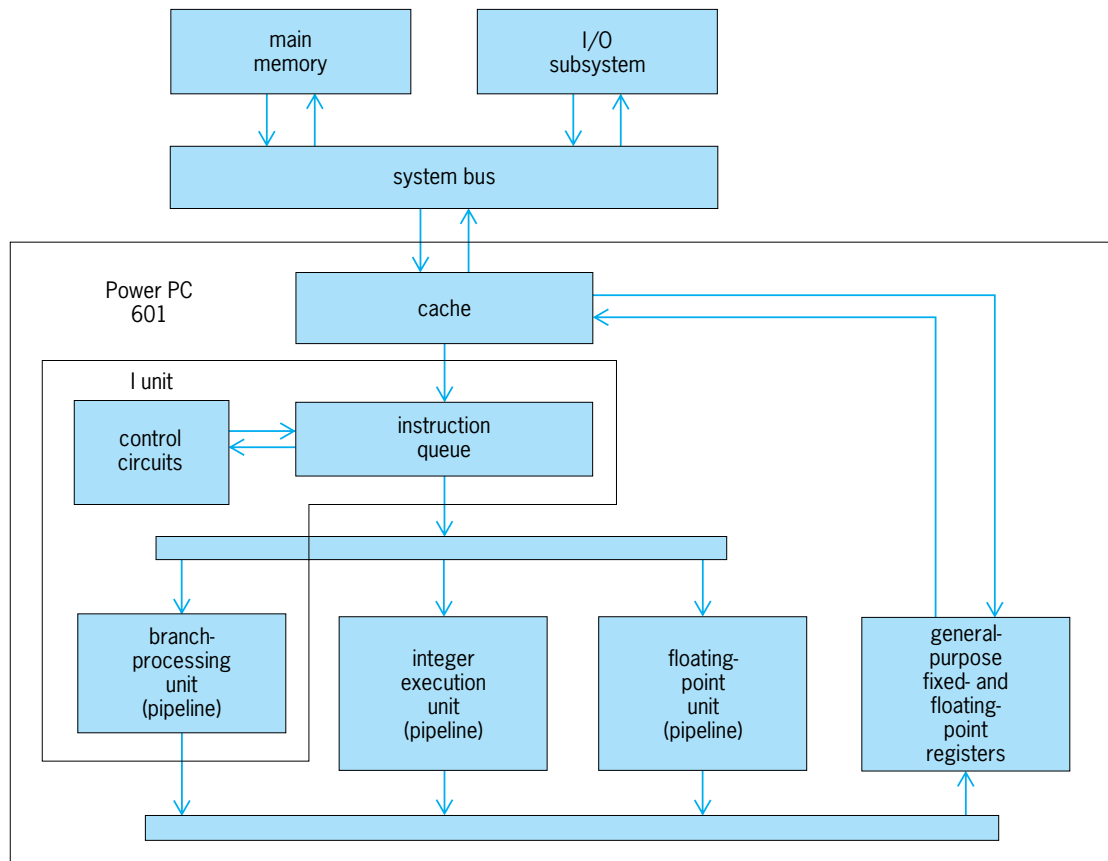 main
memory
I/O
subsystem
system bus
Power PC
601
cache
I unit
control
circuits
instruction
queue
branch-
processing
unit
(pipeline)
integer
execution
unit
(pipeline)
floating-
point
unit
(pipeline)
general-
purpose
fixed- and
floating-
point
registers